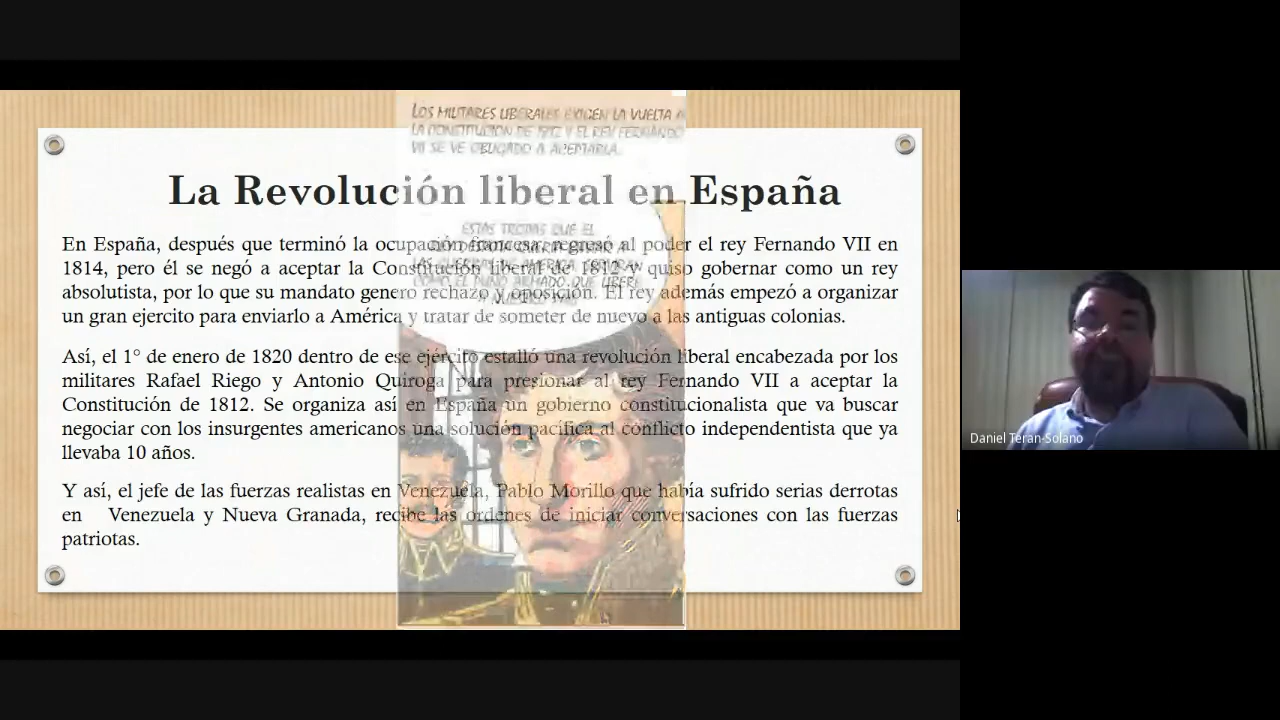 LOS MILITARES LIBERALES EXIGEN LA VUELTA A
LA CONSTITUCION DE 1812 Y EL REY FERNANDO
VII SE VE OBLIGADO A ACEPTARLA.
La Revolución liberal en España
En España, después que terminó la ocupación francesa, regresó al poder el rey Fernando VII en
1814, pero él se negó a aceptar la Constitución liberal de 1812 y quiso gobernar como un rey
absolutista, por lo que su mandato genero rechazo y oposición. El rey además empezó a organizar
un gran ejercito para enviarlo a América y tratar de someter de nuevo a las antiguas colonias.
ESTAS TROPAS QUE EL
Así, el 1° de enero de 1820 dentro de ese ejército estalló una revolución liberal encabezada por los
militares Rafael Riego y Antonio Quiroga para presionar al rey Fernando VII a aceptar la
Constitución de 1812. Se organiza así en España un gobierno constitucionalista que va buscar
negociar con los insurgentes americanos una solución pacífica al conflicto independentista que ya
llevaba 10 años.
Y así, el jefe de las fuerzas realistas en Venezuela, Pablo Morillo que había sufrido serias derrotas
en Venezuela y Nueva Granada, recibe las ordenes de iniciar conversaciones con las fuerzas
patriotas.
Daniel Teran-Solano